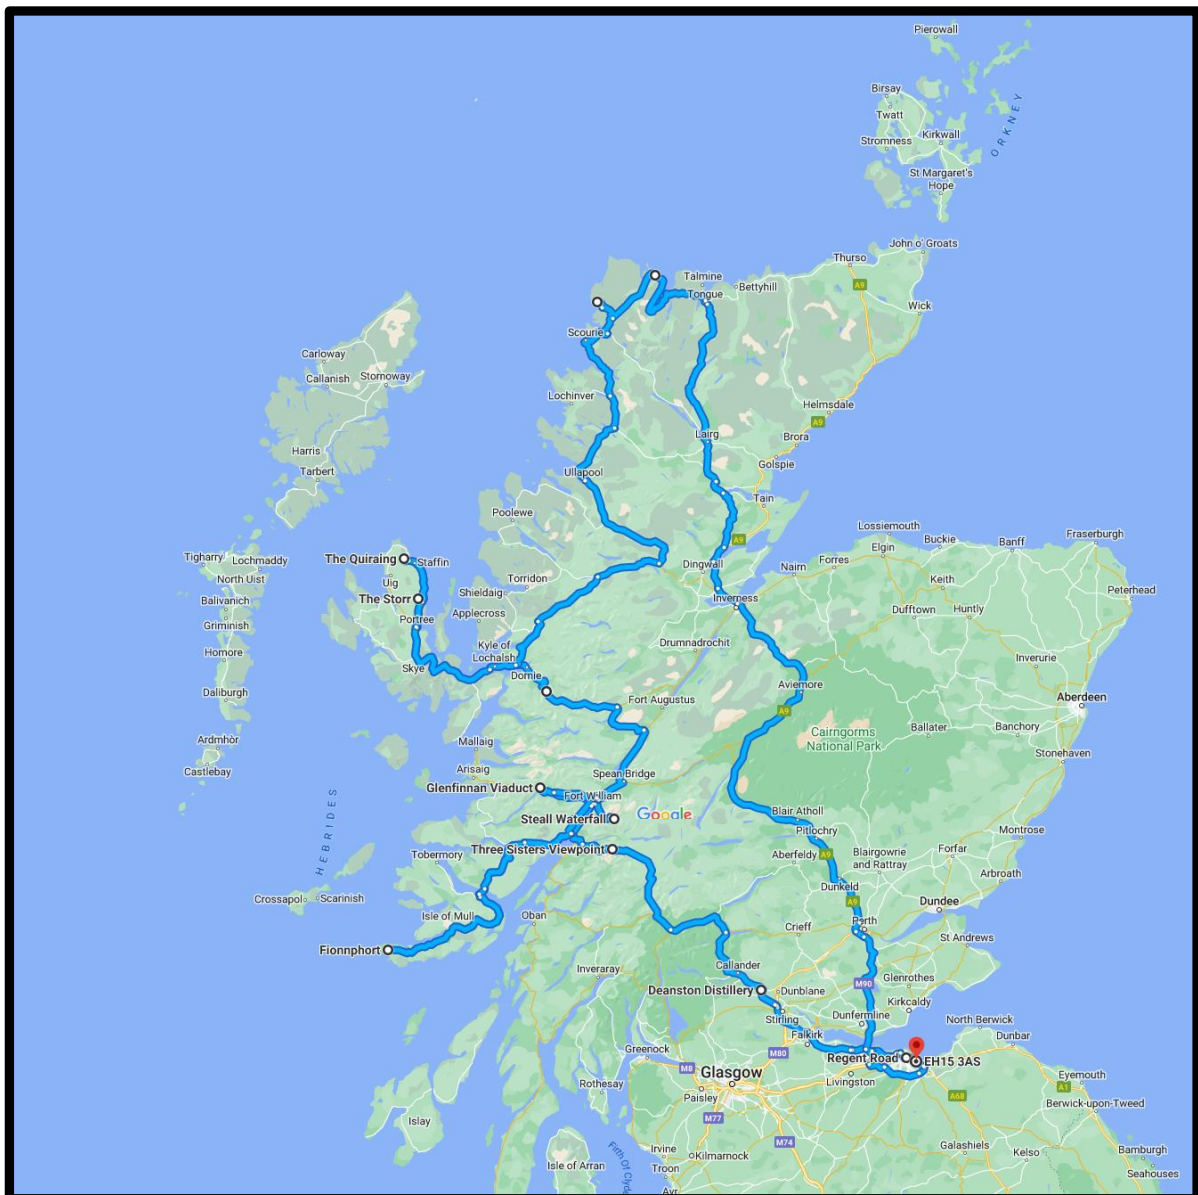 Pierowall
Birsay
Twatt
Kirkwall
Stromness
ORKNEY
St Margaret's
Hope
John o' Groats
Thurso
Talmine
Bettyhill
A9
Tongue
Wick
Scourie
Carloway
Callanish
Stornoway
Lochinver
Helmsdale
A9
Brora
Lairg
Harris
Golspie
Tarbert
Ullapool
Tain
Poolewe
Lossiemouth
Buckie
Banff
Fraserburgh
A9
Elgin
Tigharry
Lochmaddy
The Quiraing
Staffin
Dingwall
Nairn
Forres
North Uist
Uig
Torridon
Keith
Peterhead
Balivanich
The Storr
Shieldaig
Inverness
Dufftown
Huntly
Griminish
Portree
Applecross
Drumnadrochit
Homore
Kyle of
Lochalsh
Inverurie
Skye
Dornie
Daliburgh
Aviemore
Fort Augustus
Aberdeen
A9
Ballater
Banchory
Cairngorms
National Park
Ardmhòr
Mallaig
Stonehaven
Castlebay
Arisaig
Spean Bridge
Glenfinnan Viaduct
Fort William
HEBRIDES
Steall Waterfall
Google
Blair Atholl
Pitlochry
Montrose
Three Sisters Viewpoint
Tobermory
Aberfeldy
A9
Blairgowrie
and Rattray
Forfar
Arbroath
Crossapol
Scarinish
Dunkeld
A9
Dundee
Isle of Mull
Oban
Crieff
Perth
St Andrews
Fionnphort
Callander
Inveraray
Glenrothes
M90
Deanston Distillery
Dunblane
Kirkcaldy
Stirling
Dunfermline
North Berwick
Falkirk
Dunbar
Greenock
M80
Regent Road
EH15 3AS
M8
Glasgow
Livingston
Eyemouth
Rothesay
Paisley
A68
A1
Berwick-upon-Tweed
M77
Islay
M74
Galashiels
Kelso
Bamburgh
Irvine
Kilmarnock
Seahouses
Isle of Arran
Troon
Firth Of Clyde
Ayr